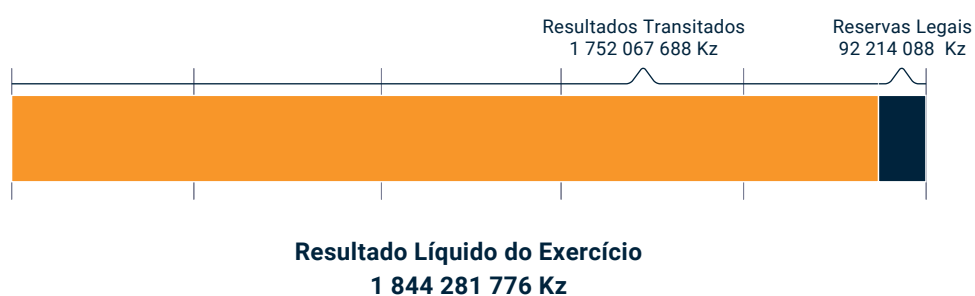 Resultados Transitados
1 752 067 688 Kz
Reservas Legais
92 214 088 Kz
Resultado Líquido do Exercício
1 844 281 776 Kz